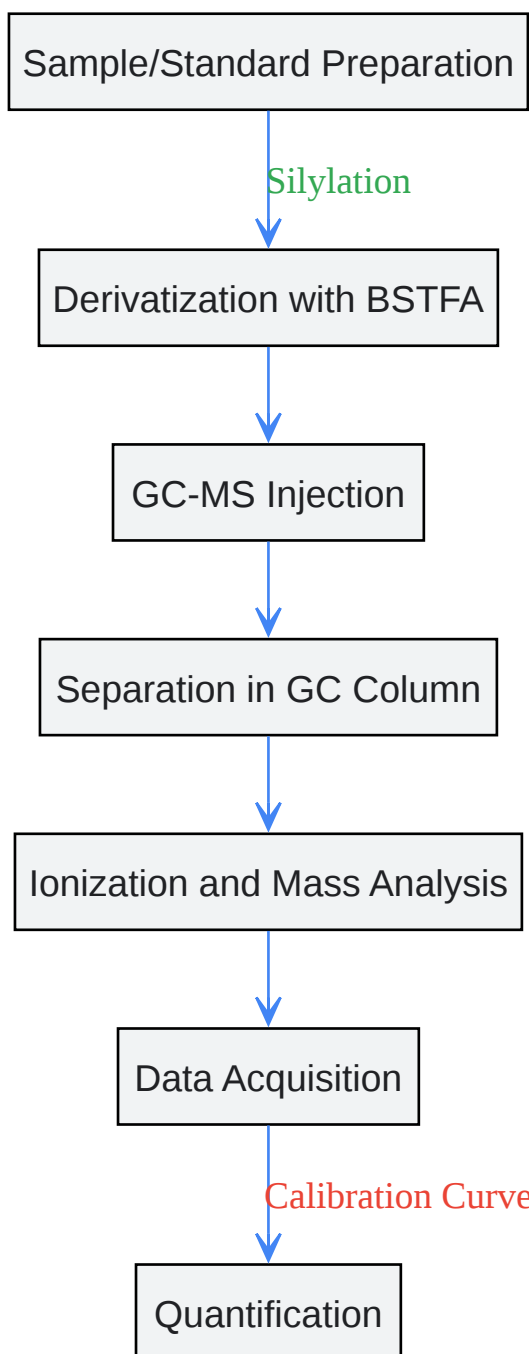 Sample/Standard Preparation
Silylation
Derivatization with BSTFA
GC-MS Injection
Separation in GC Column
Ionization and Mass Analysis
Data Acquisition
Calibration Curve
Quantification